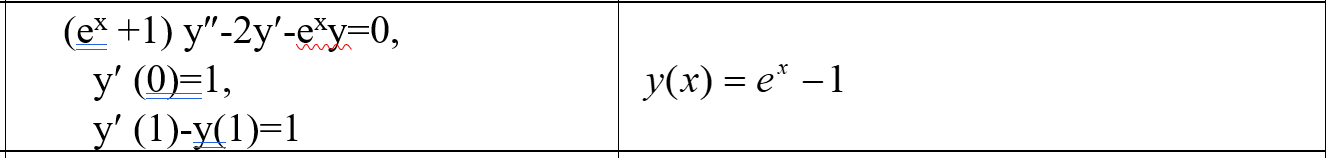 (eˣ +1) y″-2y′-eˣy=0,
y′ (0)=1,
y′ (1)-y(1)=1
y(x) = eˣ − 1